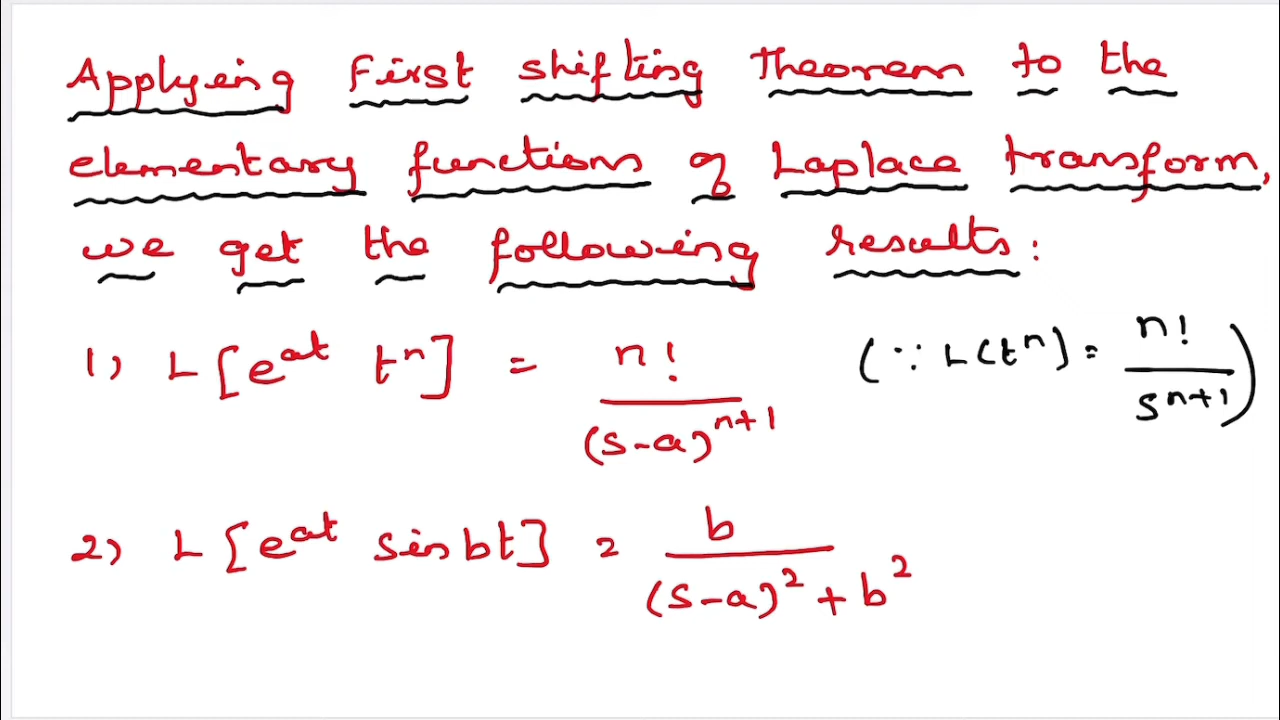 Applying First shifting Theorem to the
elementary functions of Laplace transform,
we get the following results:
1) L[e^{at} t^n] = n!/(s-a)^{n+1} (∵ L(t^n) = n!/s^{n+1})
2) L[e^{at} sin bt] = b/((s-a)^2 + b^2)